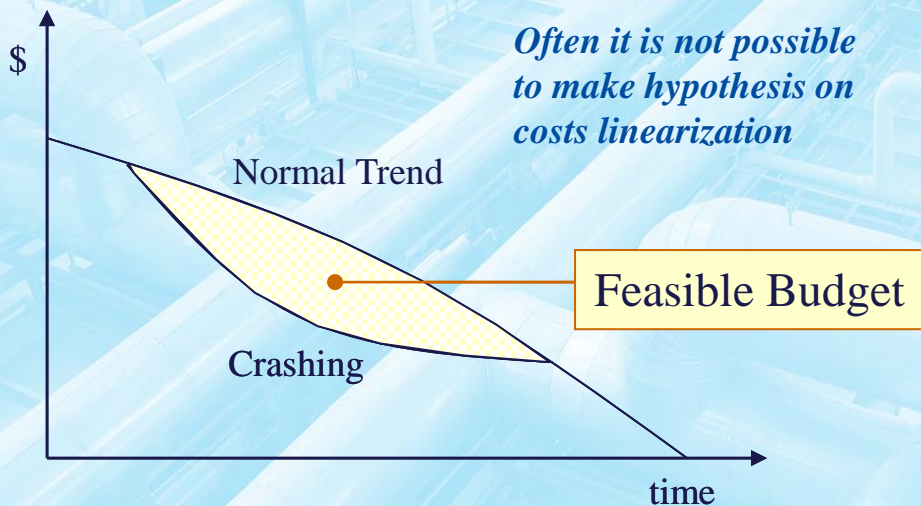 $
Often it is not possible
to make hypothesis on
costs linearization
Normal Trend
Feasible Budget
Crashing
time